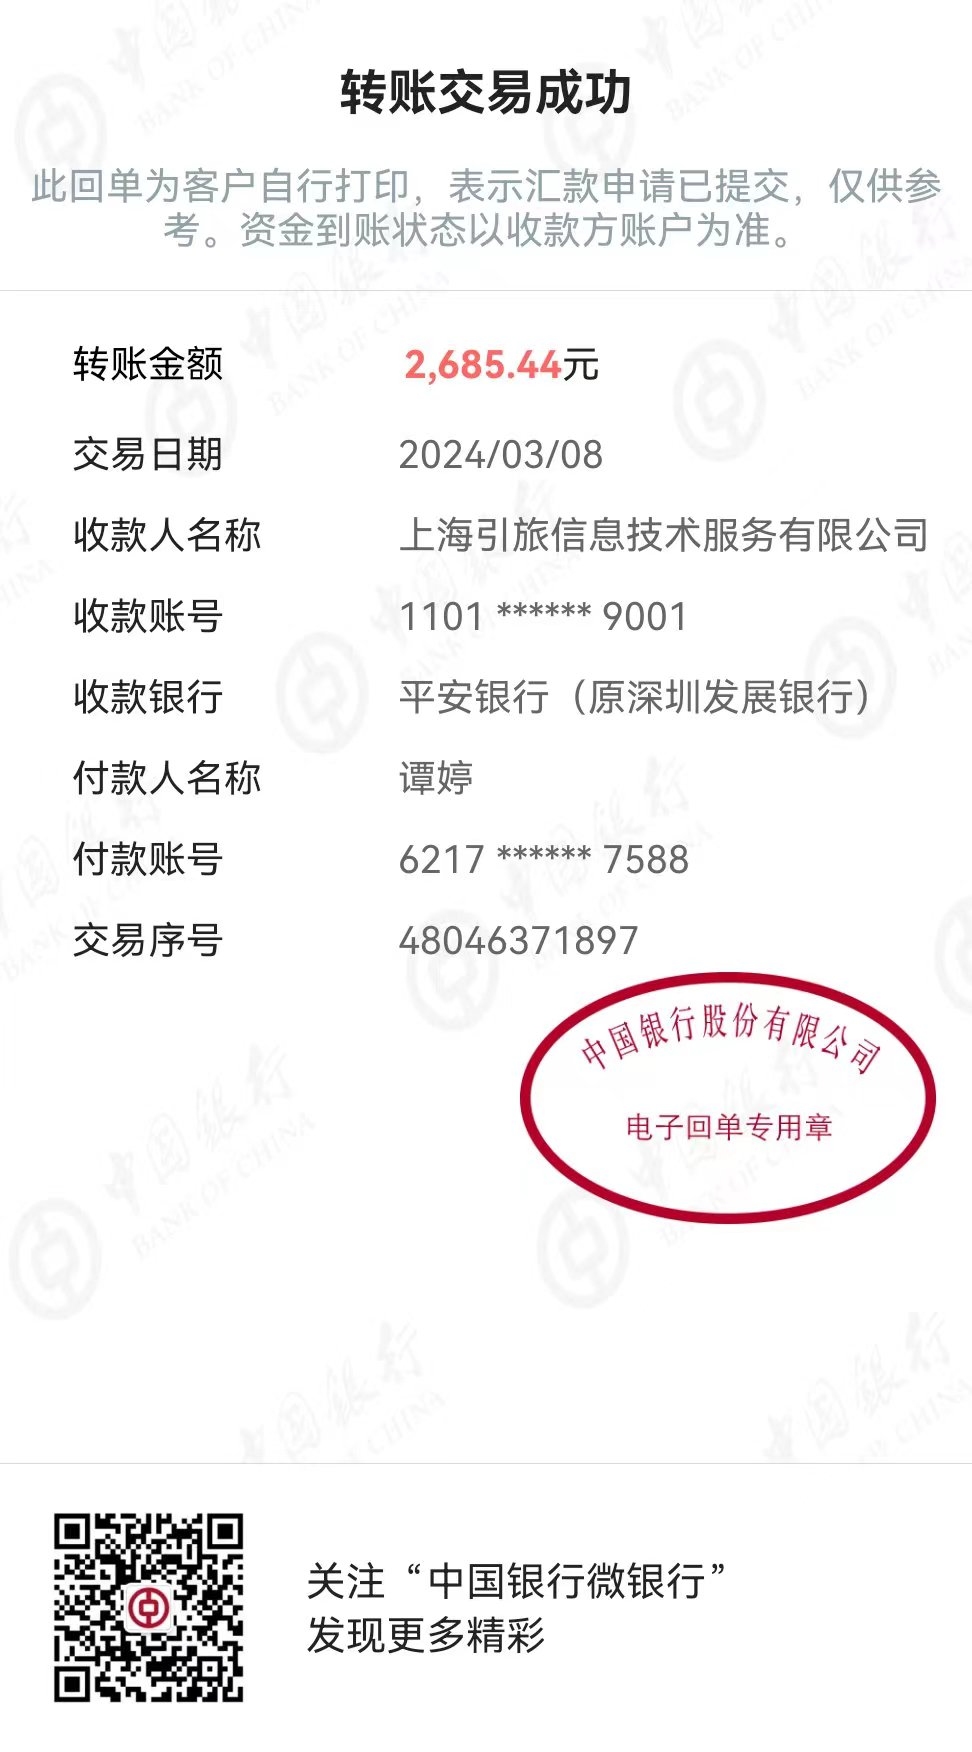 转账交易成功
此回单为客户自行打印，表示汇款申请已提交，仅供参
考。资金到账状态以收款方账户为准。
转账金额 2,685.44元
交易日期 2024/03/08
收款人名称 上海引旅信息技术服务有限公司
收款账号 1101 ****** 9001
收款银行 平安银行（原深圳发展银行）
付款人名称 谭婷
付款账号 6217 ****** 7588
交易序号 48046371897
中国银行股份有限公司
电子回单专用章
关注“中国银行微银行”
发现更多精彩
中国银行
BANK OF CHINA